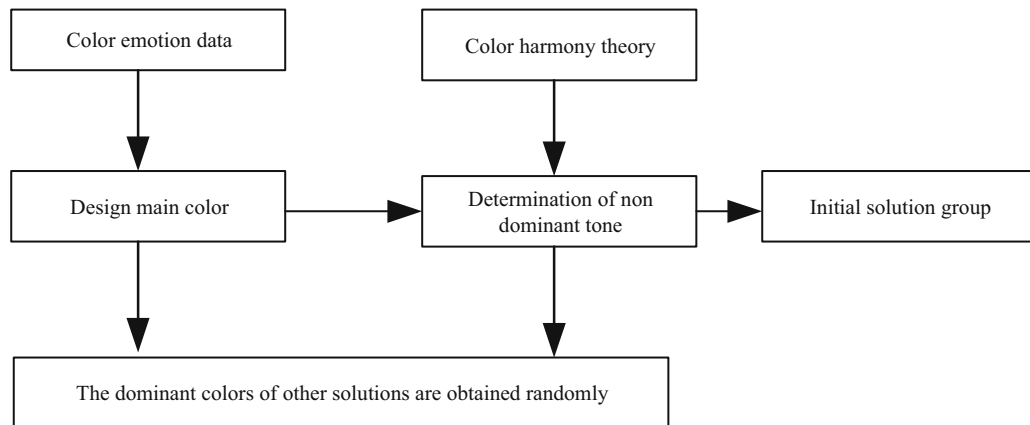 Color emotion data
Color harmony theory
Design main color
Determination of non
dominant tone
Initial solution group
The dominant colors of other solutions are obtained randomly